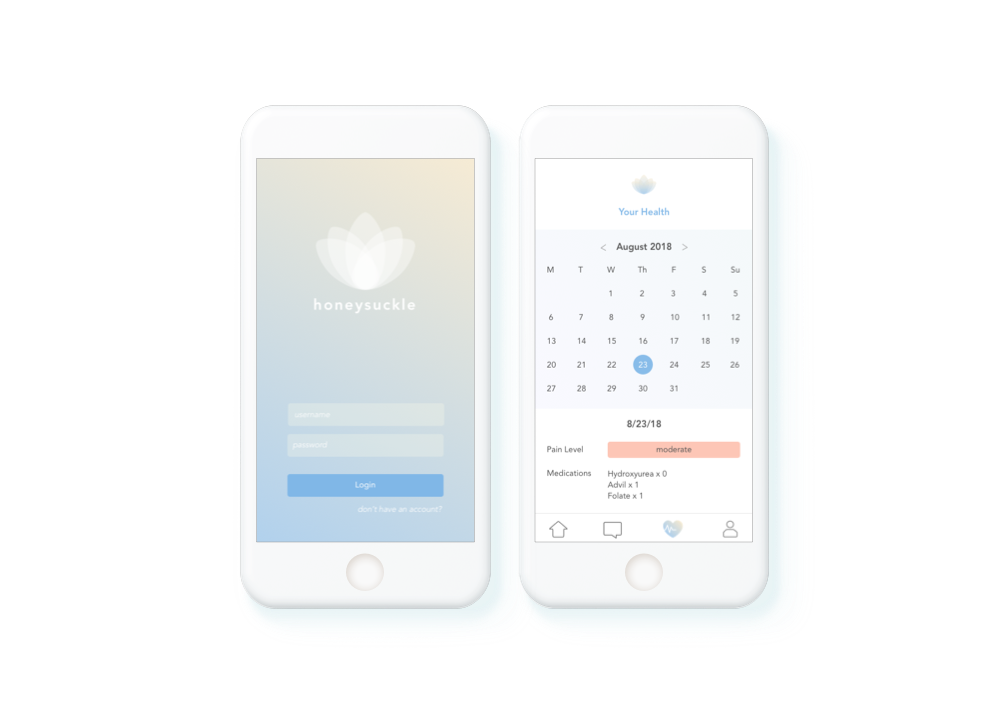 honeysuckle
username
password
Login
don't have an account?
Your Health
< August 2018 >
M T W Th F S Su
1 2 3 4 5
6 7 8 9 10 11 12
13 14 15 16 17 18 19
20 21 22 23 24 25 26
27 28 29 30 31
8/23/18
Pain Level moderate
Medications Hydroxyurea x 0
Advil x 1
Folate x 1